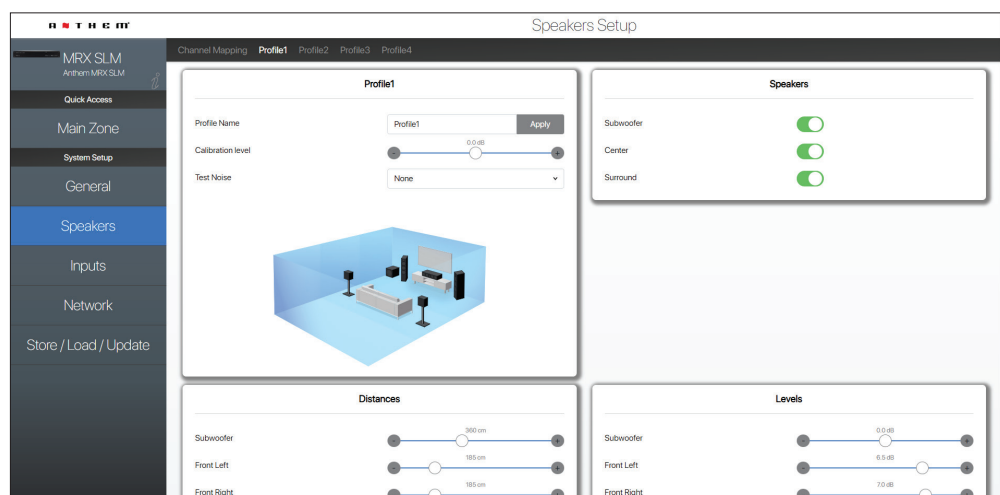 ANTHEM
Speakers Setup
MRX SLM
Anthem MRX SLM
Quick Access
Main Zone
System Setup
General
Speakers
Inputs
Network
Store / Load / Update
Channel Mapping Profile1 Profile2 Profile3 Profile4
Profile1
Profile Name Profile1 Apply
Calibration level 0.0 dB
Test Noise None
Speakers
Subwoofer
Center
Surround
Distances
Subwoofer 360 cm
Front Left 185 cm
Front Right 185 cm
Levels
Subwoofer 0.0 dB
Front Left 6.5 dB
Front Right 7.0 dB